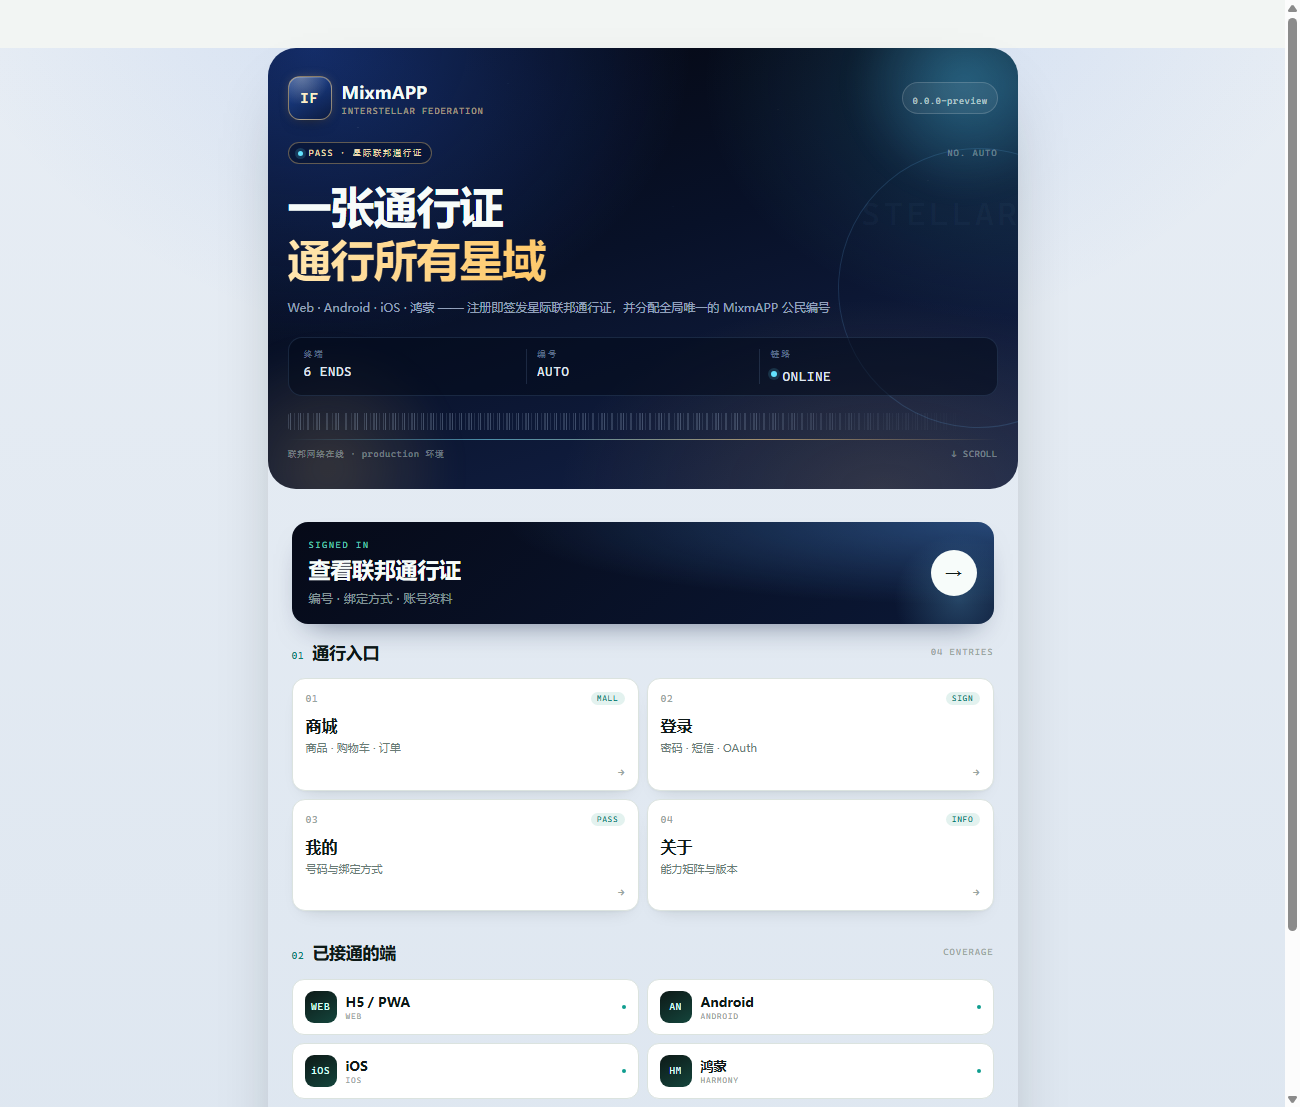 IF
MixmAPP
INTERSTELLAR FEDERATION
0.0.0-preview
PASS · 星际联邦通行证
NO. AUTO
STELLAR
一张通行证
通行所有星域
Web · Android · iOS · 鸿蒙 —— 注册即签发星际联邦通行证，并分配全局唯一的 MixmAPP 公民编号
终端
6 ENDS
编号
AUTO
链路
ONLINE
联邦网络在线 · production 环境
↓ SCROLL
SIGNED IN
查看联邦通行证
编号 · 绑定方式 · 账号资料
→
01 通行入口
04 ENTRIES
01
MALL
商城
商品 · 购物车 · 订单
→
02
SIGN
登录
密码 · 短信 · OAuth
→
03
PASS
我的
号码与绑定方式
→
04
INFO
关于
能力矩阵与版本
→
02 已接通的端
COVERAGE
WEB
H5 / PWA
WEB
AN
Android
ANDROID
iOS
iOS
IOS
HM
鸿蒙
HARMONY